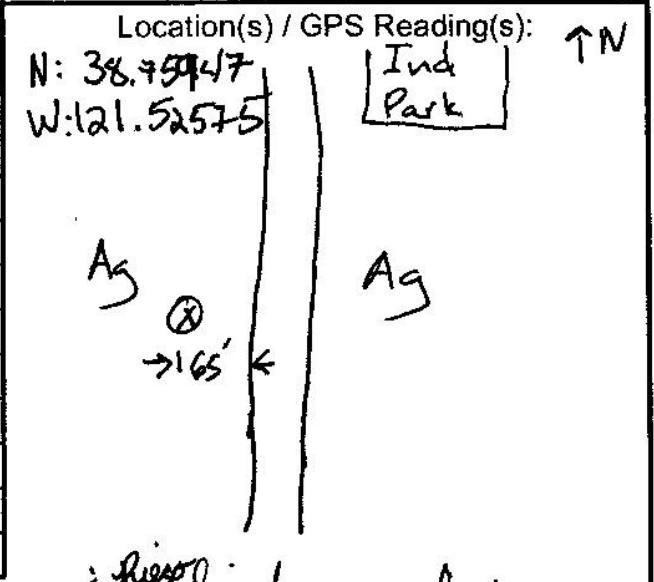 Location(s) / GPS Reading(s):
↑N
N: 38.75947
W:121.52575
Ind
Park
Ag
Ag
X
→165'←